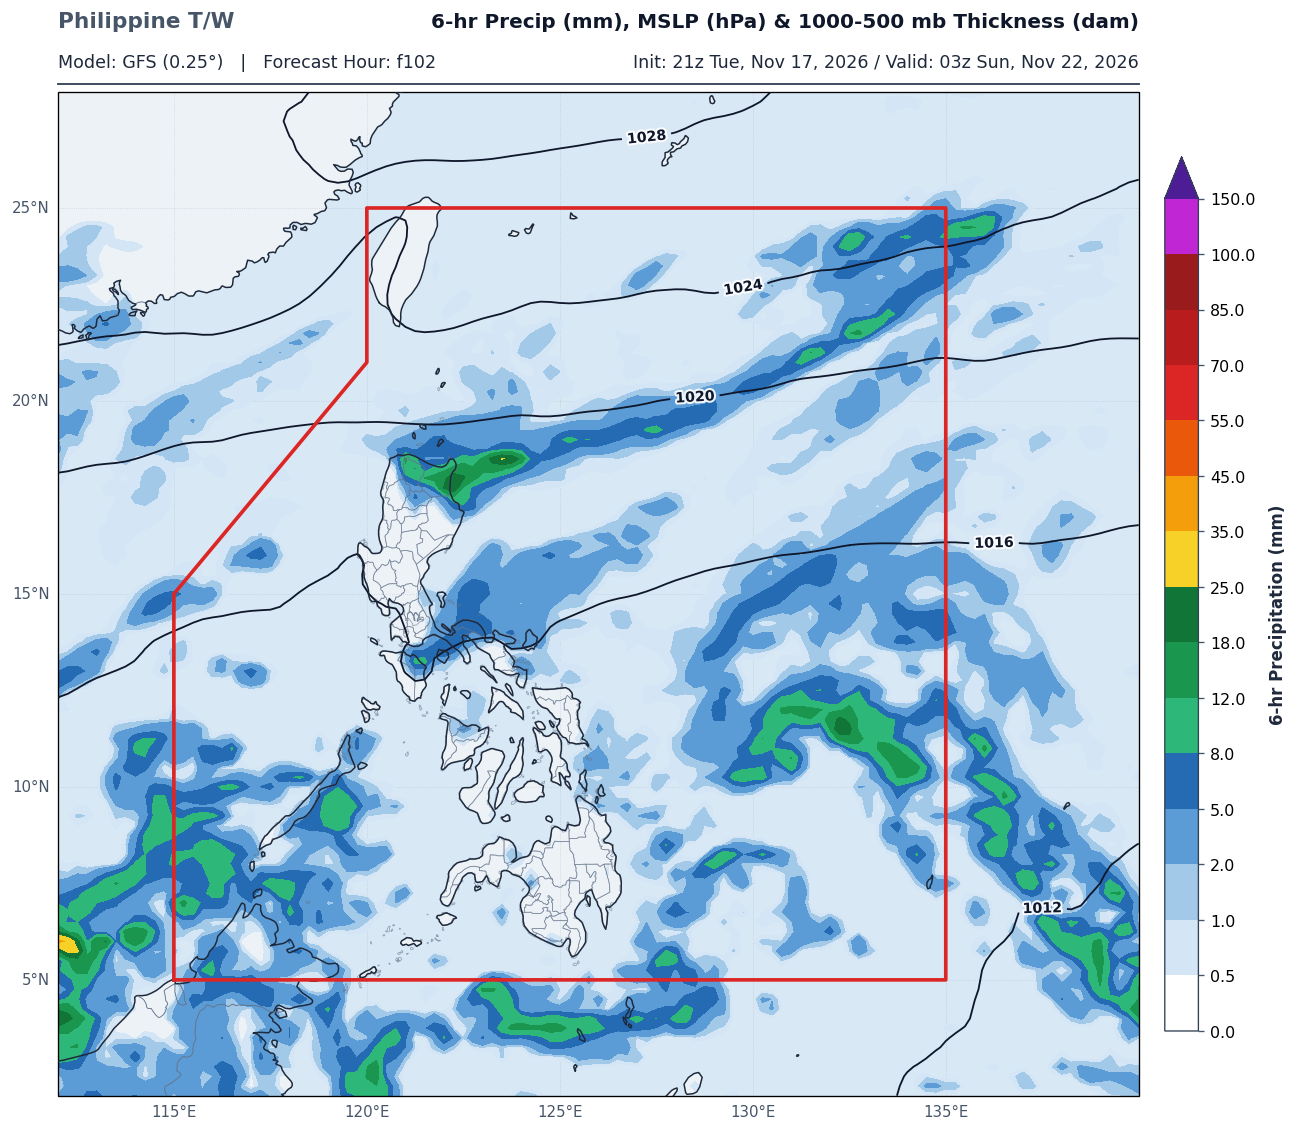 Philippine T/W
6-hr Precip (mm), MSLP (hPa) & 1000-500 mb Thickness (dam)
Model: GFS (0.25°) | Forecast Hour: f102
Init: 21z Tue, Nov 17, 2026 / Valid: 03z Sun, Nov 22, 2026
1028
1024
1020
1016
1012
25°N
20°N
15°N
10°N
5°N
115°E
120°E
125°E
130°E
135°E
150.0
100.0
85.0
70.0
55.0
45.0
35.0
25.0
18.0
12.0
8.0
5.0
2.0
1.0
0.5
0.0
6-hr Precipitation (mm)